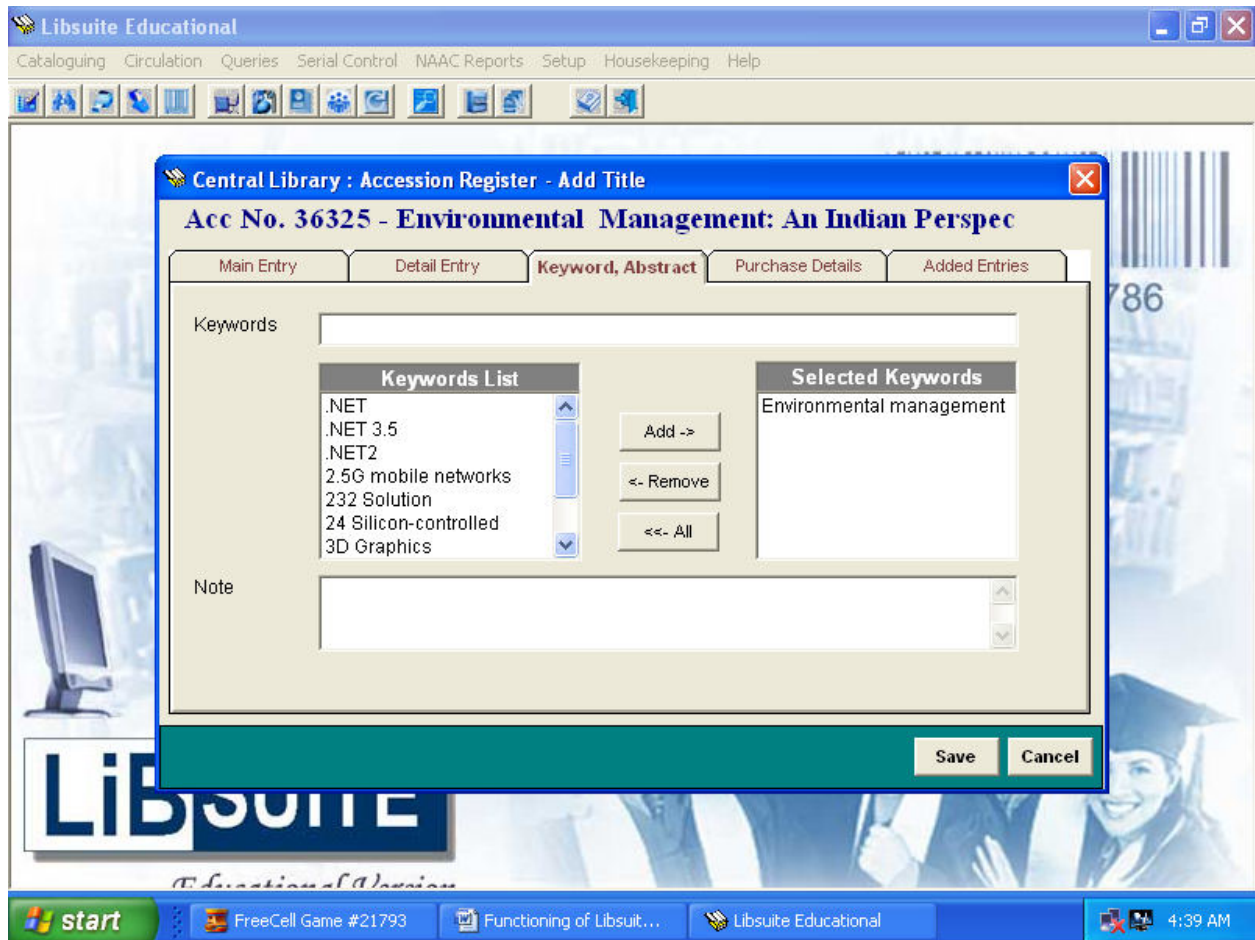 Libsuite Educational
Cataloguing Circulation Queries Serial Control NAAC Reports Setup Housekeeping Help
Central Library : Accession Register - Add Title
Acc No. 36325 - Environmental Management: An Indian Perspec
Main Entry Detail Entry Keyword, Abstract Purchase Details Added Entries
786
Keywords
Keywords List
.NET
.NET 3.5
.NET2
2.5G mobile networks
232 Solution
24 Silicon-controlled
3D Graphics
Add ->
<- Remove
<<- All
Selected Keywords
Environmental management
Note
Save Cancel
LiBSUITE
Educational Version
start FreeCell Game #21793 Functioning of Libsuit... Libsuite Educational 4:39 AM